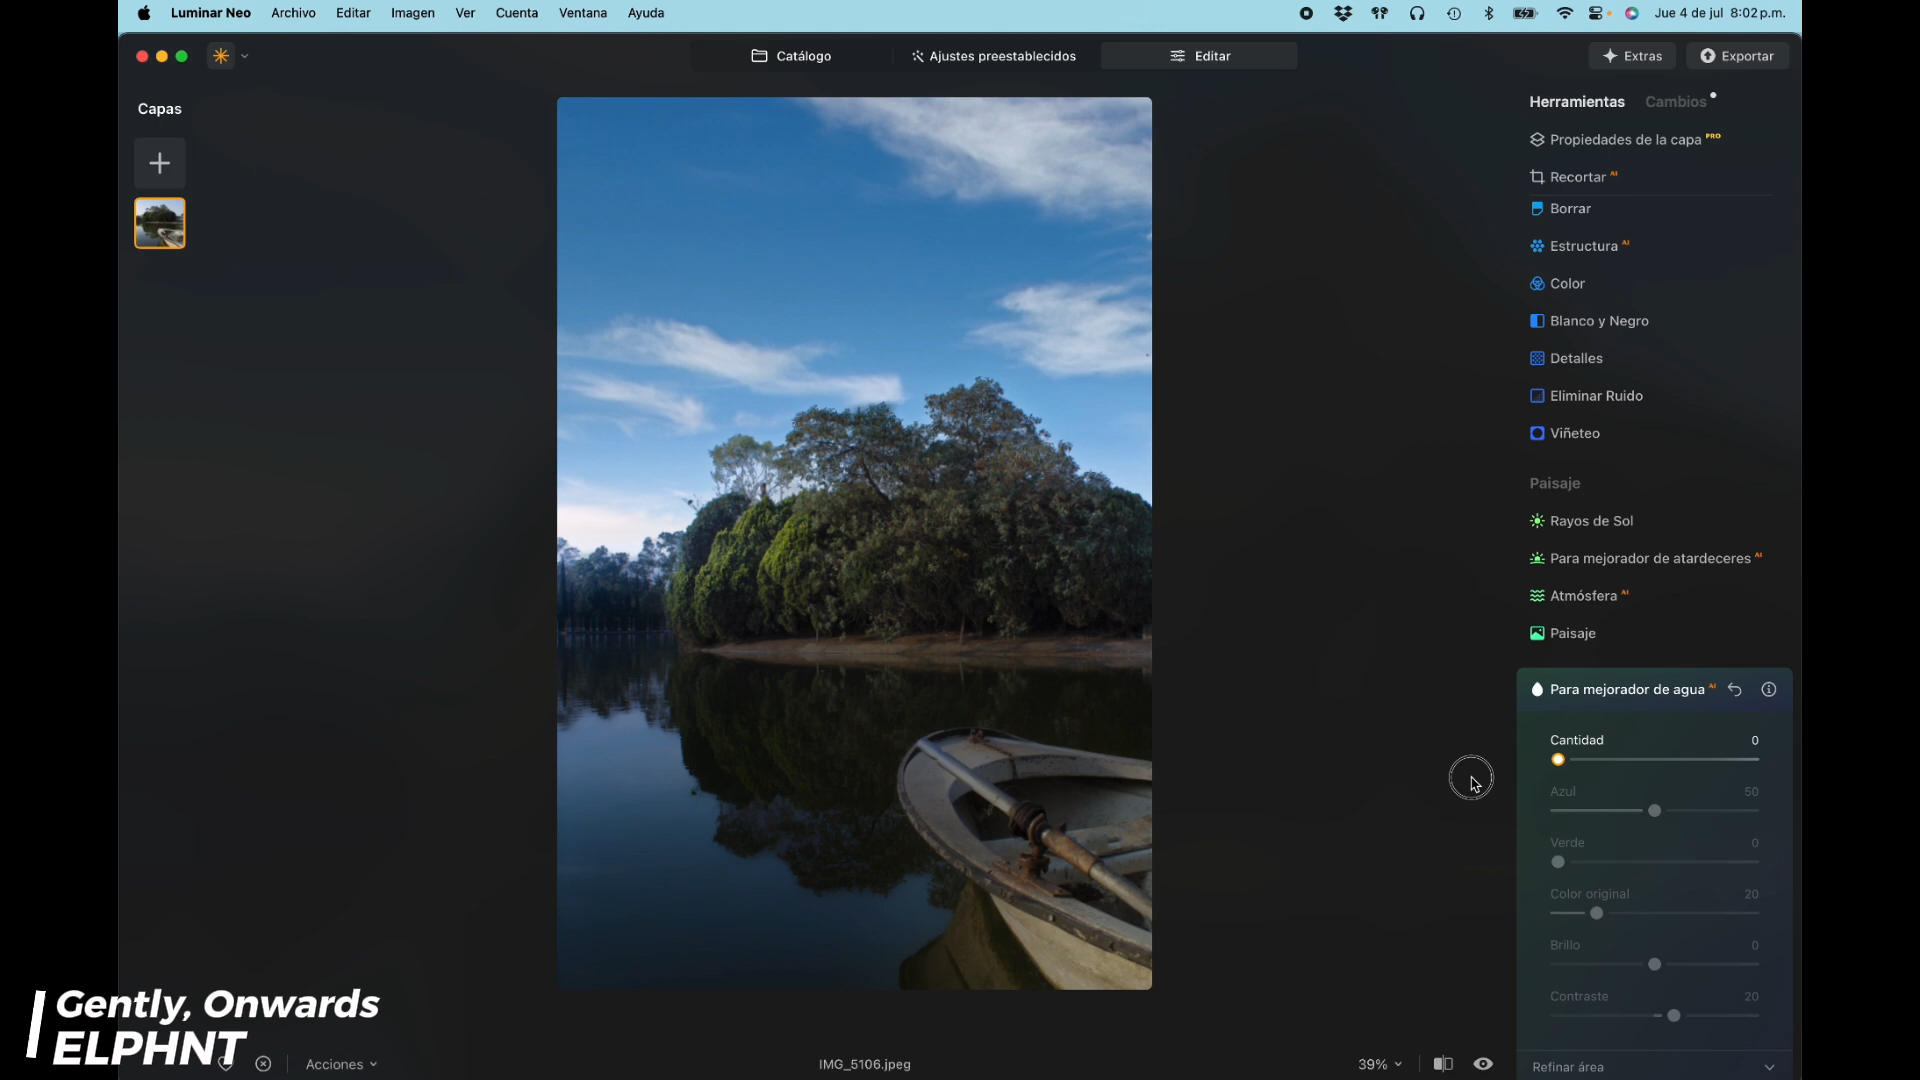 Luminar Neo Archivo Editar Imagen Ver Cuenta Ventana Ayuda Jue 4 de jul 8:02 p.m.
Catálogo Ajustes preestablecidos Editar Extras Exportar
Capas
Herramientas Cambios
Propiedades de la capa PRO
Recortar AI
Borrar
Estructura AI
Color
Blanco y Negro
Detalles
Eliminar Ruido
Viñeteo
Paisaje
Rayos de Sol
Para mejorador de atardeceres AI
Atmósfera AI
Paisaje
Para mejorador de agua AI
Cantidad 0
Azul 50
Verde 0
Color original 20
Brillo 0
Contraste 20
Refinar área
Gently, Onwards
ELPHNT
Acciones IMG_5106.jpeg 39%